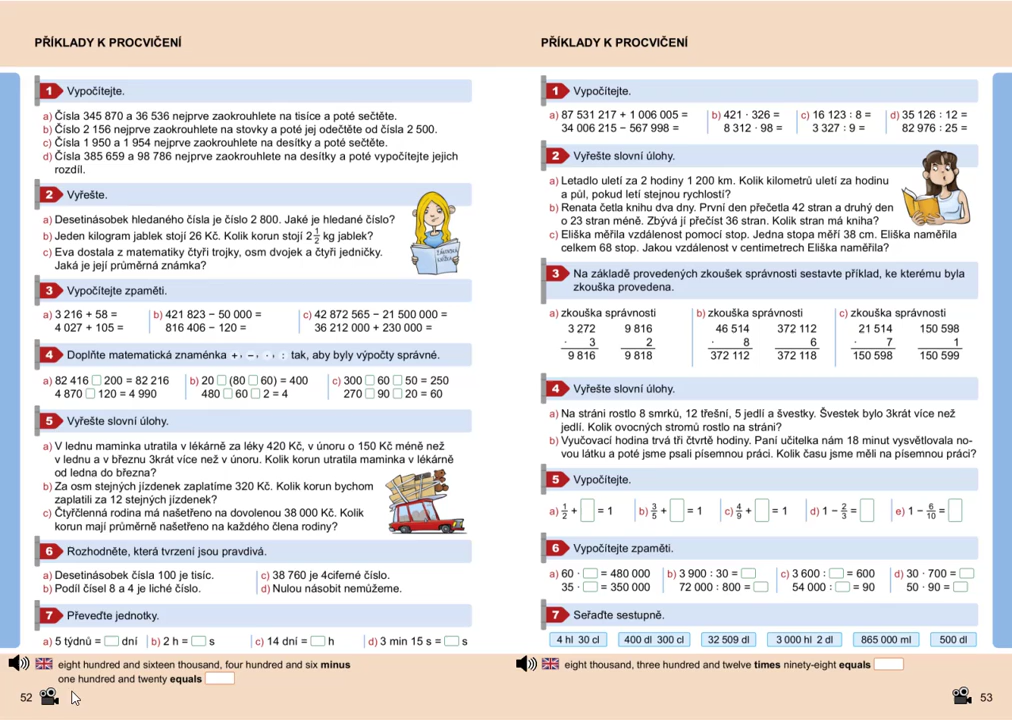 PŘÍKLADY K PROCVIČENÍ
1 Vypočítejte.
a) Čísla 345 870 a 36 536 nejprve zaokrouhlete na tisíce a poté sečtěte.
b) Číslo 2 156 nejprve zaokrouhlete na stovky a poté jej odečtěte od čísla 2 500.
c) Čísla 1 950 a 1 954 nejprve zaokrouhlete na desítky a poté sečtěte.
d) Čísla 385 659 a 98 786 nejprve zaokrouhlete na desítky a poté vypočítejte jejich
rozdíl.
2 Vyřešte.
a) Desetinásobek hledaného čísla je číslo 2 800. Jaké je hledané číslo?
b) Jeden kilogram jablek stojí 26 Kč. Kolik korun stojí 2 1/2 kg jablek?
c) Eva dostala z matematiky čtyři trojky, osm dvojek a čtyři jedničky.
Jaká je její průměrná známka?
3 Vypočítejte zpaměti.
a) 3 216 + 58 = b) 421 823 − 50 000 = c) 42 872 565 − 21 500 000 =
4 027 + 105 = 816 406 − 120 = 36 212 000 + 230 000 =
4 Doplňte matematická znaménka +, −, ·, : tak, aby byly výpočty správné.
a) 82 416 □ 200 = 82 216 b) 20 □ (80 □ 60) = 400 c) 300 □ 60 □ 50 = 250
4 870 □ 120 = 4 990 480 □ 60 □ 2 = 4 270 □ 90 □ 20 = 60
5 Vyřešte slovní úlohy.
a) V lednu maminka utratila v lékárně za léky 420 Kč, v únoru o 150 Kč méně než
v lednu a v březnu 3krát více než v únoru. Kolik korun utratila maminka v lékárně
od ledna do března?
b) Za osm stejných jízdenek zaplatíme 320 Kč. Kolik korun bychom
zaplatili za 12 stejných jízdenek?
c) Čtyřčlenná rodina má našetřeno na dovolenou 38 000 Kč. Kolik
korun mají průměrně našetřeno na každého člena rodiny?
6 Rozhodněte, která tvrzení jsou pravdivá.
a) Desetinásobek čísla 100 je tisíc. c) 38 760 je 4ciferné číslo.
b) Podíl čísel 8 a 4 je liché číslo. d) Nulou násobit nemůžeme.
7 Převeďte jednotky.
a) 5 týdnů = □ dní b) 2 h = □ s c) 14 dní = □ h d) 3 min 15 s = □ s
eight hundred and sixteen thousand, four hundred and six minus
one hundred and twenty equals
52
PŘÍKLADY K PROCVIČENÍ
1 Vypočítejte.
a) 87 531 217 + 1 006 005 = b) 421 · 326 = c) 16 123 : 8 = d) 35 126 : 12 =
34 006 215 − 567 998 = 8 312 · 98 = 3 327 : 9 = 82 976 : 25 =
2 Vyřešte slovní úlohy.
a) Letadlo uletí za 2 hodiny 1 200 km. Kolik kilometrů uletí za hodinu
a půl, pokud letí stejnou rychlostí?
b) Renata četla knihu dva dny. První den přečetla 42 stran a druhý den
o 23 stran méně. Zbývá jí přečíst 36 stran. Kolik stran má kniha?
c) Eliška měřila vzdálenost pomocí stop. Jedna stopa měří 38 cm. Eliška naměřila
celkem 68 stop. Jakou vzdálenost v centimetrech Eliška naměřila?
3 Na základě provedených zkoušek správnosti sestavte příklad, ke kterému byla
zkouška provedena.
a) zkouška správnosti b) zkouška správnosti c) zkouška správnosti
3 272 9 816 46 514 372 112 21 514 150 598
· 3 2 · 8 6 · 7 1
9 816 9 818 372 112 372 118 150 598 150 599
4 Vyřešte slovní úlohy.
a) Na stráni rostlo 8 smrků, 12 třešní, 5 jedlí a švestky. Švestek bylo 3krát více než
jedlí. Kolik ovocných stromů rostlo na stráni?
b) Vyučovací hodina trvá tři čtvrtě hodiny. Paní učitelka nám 18 minut vysvětlovala no-
vou látku a poté jsme psali písemnou práci. Kolik času jsme měli na písemnou práci?
5 Vypočítejte.
a) 1/2 + □ = 1 b) 3/5 + □ = 1 c) 4/9 + □ = 1 d) 1 − 2/3 = □ e) 1 − 6/10 = □
6 Vypočítejte zpaměti.
a) 60 · □ = 480 000 b) 3 900 : 30 = □ c) 3 600 : □ = 600 d) 30 · 700 = □
35 · □ = 350 000 72 000 : 800 = □ 54 000 : □ = 90 50 · 90 = □
7 Seřaďte sestupně.
4 hl 30 cl 400 dl 300 cl 32 509 dl 3 000 hl 2 dl 865 000 ml 500 dl
eight thousand, three hundred and twelve times ninety-eight equals
53